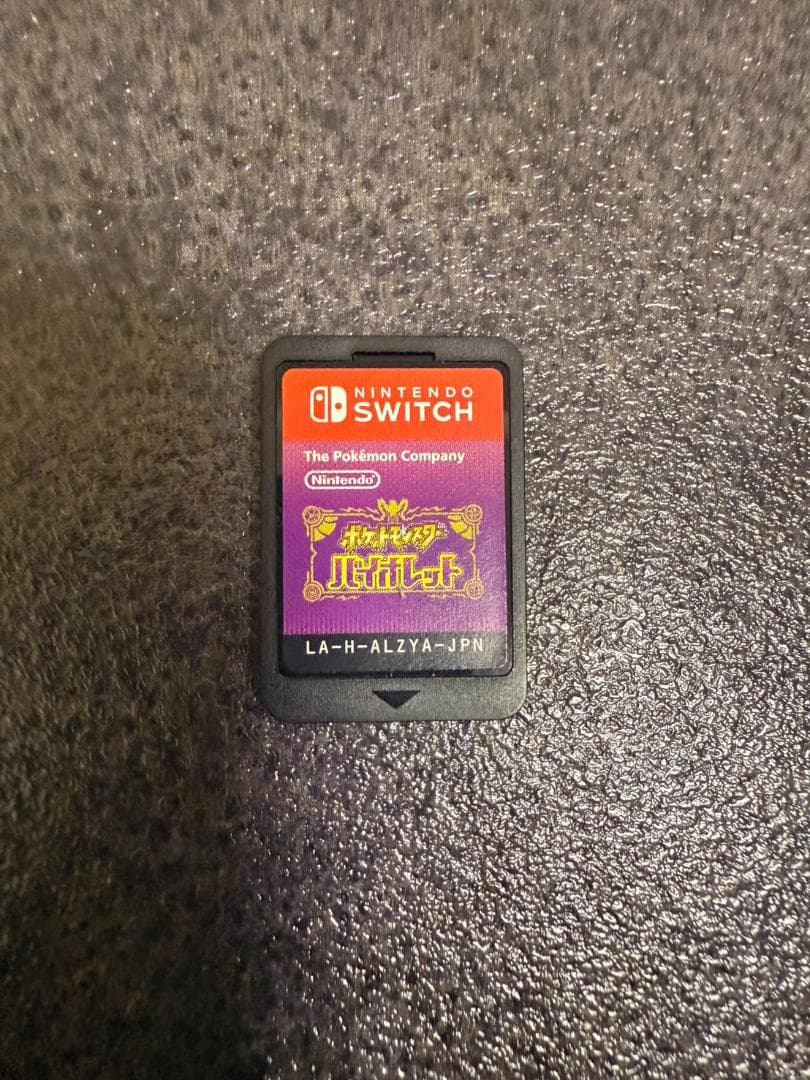 NINTENDO
SWITCH
The Pokémon Company
Nintendo
ポケットモンスター
バイオレット
LA-H-ALZYA-JPN